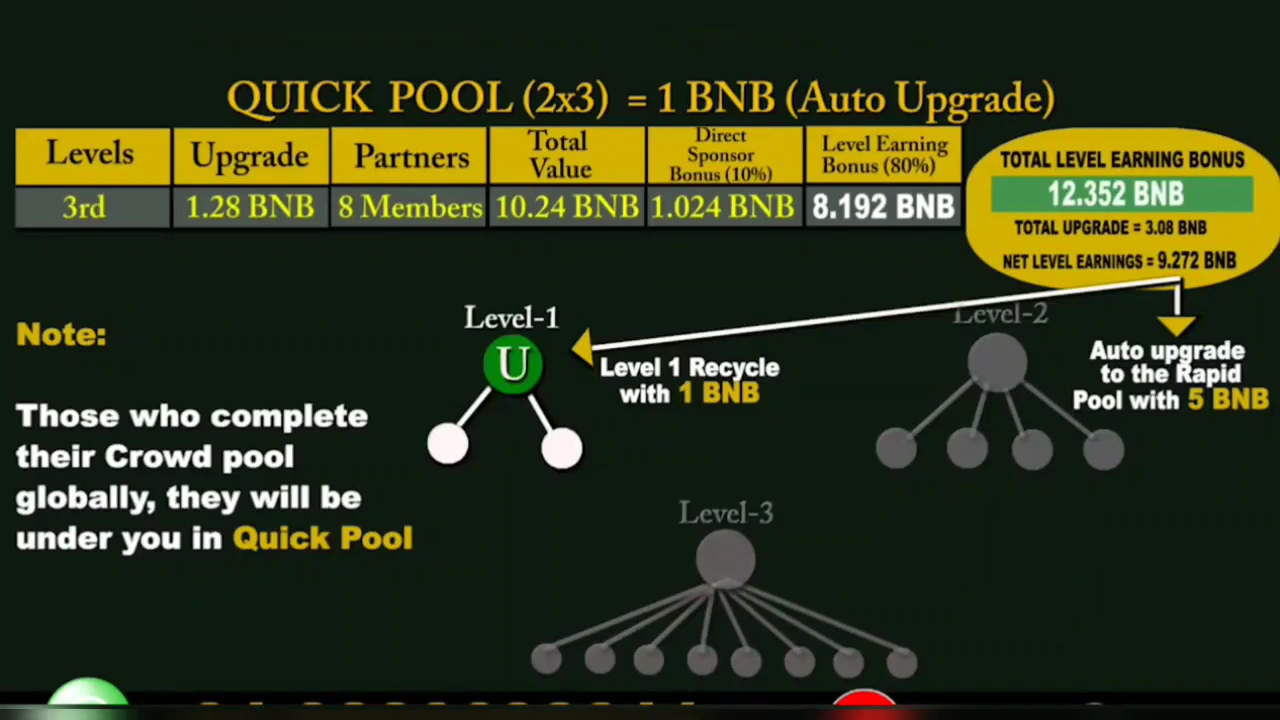 QUICK POOL (2x3) = 1 BNB (Auto Upgrade)
Levels
Upgrade
Partners
Total
Value
Direct
Sponsor
Bonus (10%)
Level Earning
Bonus (80%)
3rd
1.28 BNB
8 Members
10.24 BNB
1.024 BNB
8.192 BNB
TOTAL LEVEL EARNING BONUS
12.352 BNB
TOTAL UPGRADE = 3.08 BNB
NET LEVEL EARNINGS = 9.272 BNB
Note:
Those who complete
their Crowd pool
globally, they will be
under you in Quick Pool
Level-1
U
Level 1 Recycle
with 1 BNB
Level-2
Auto upgrade
to the Rapid
Pool with 5 BNB
Level-3